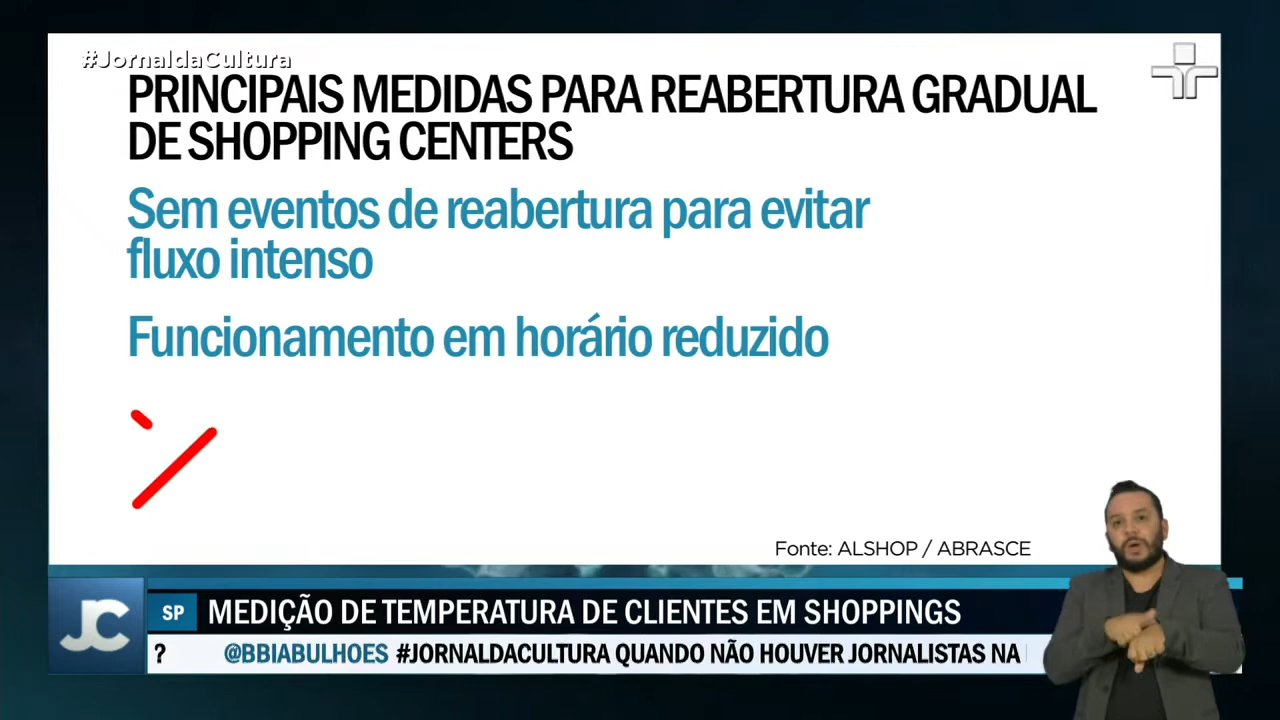 #JornaldaCultura
PRINCIPAIS MEDIDAS PARA REABERTURA GRADUAL
DE SHOPPING CENTERS
Sem eventos de reabertura para evitar
fluxo intenso
Funcionamento em horário reduzido
Fonte: ALSHOP / ABRASCE
JC
SP MEDIÇÃO DE TEMPERATURA DE CLIENTES EM SHOPPINGS
? @BBIABULHOES #JORNALDACULTURA QUANDO NÃO HOUVER JORNALISTAS NA